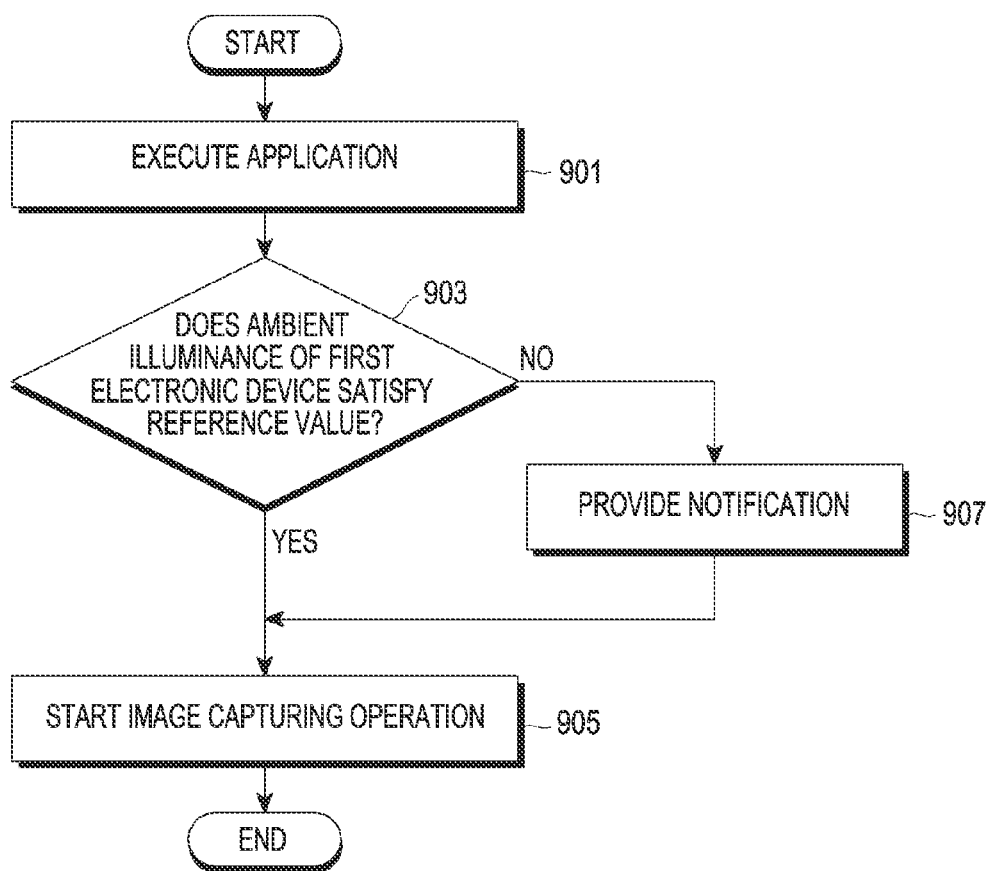 START
EXECUTE APPLICATION
901
903
DOES AMBIENT
ILLUMINANCE OF FIRST
ELECTRONIC DEVICE SATISFY
REFERENCE VALUE?
NO
PROVIDE NOTIFICATION
907
YES
START IMAGE CAPTURING OPERATION
905
END